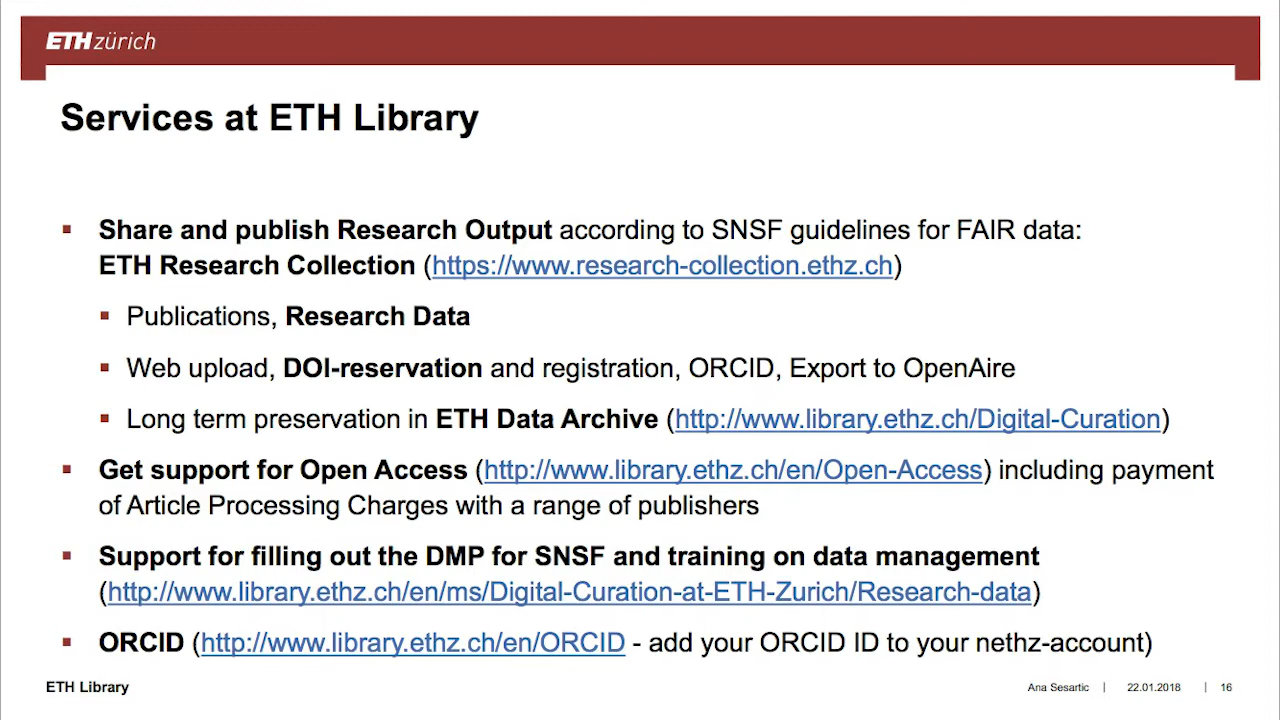 ETH zürich
Services at ETH Library
▪ Share and publish Research Output according to SNSF guidelines for FAIR data:
ETH Research Collection (https://www.research-collection.ethz.ch)
▪ Publications, Research Data
▪ Web upload, DOI-reservation and registration, ORCID, Export to OpenAire
▪ Long term preservation in ETH Data Archive (http://www.library.ethz.ch/Digital-Curation)
▪ Get support for Open Access (http://www.library.ethz.ch/en/Open-Access) including payment
of Article Processing Charges with a range of publishers
▪ Support for filling out the DMP for SNSF and training on data management
(http://www.library.ethz.ch/en/ms/Digital-Curation-at-ETH-Zurich/Research-data)
▪ ORCID (http://www.library.ethz.ch/en/ORCID - add your ORCID ID to your nethz-account)
ETH Library
Ana Sesartic | 22.01.2018 | 16